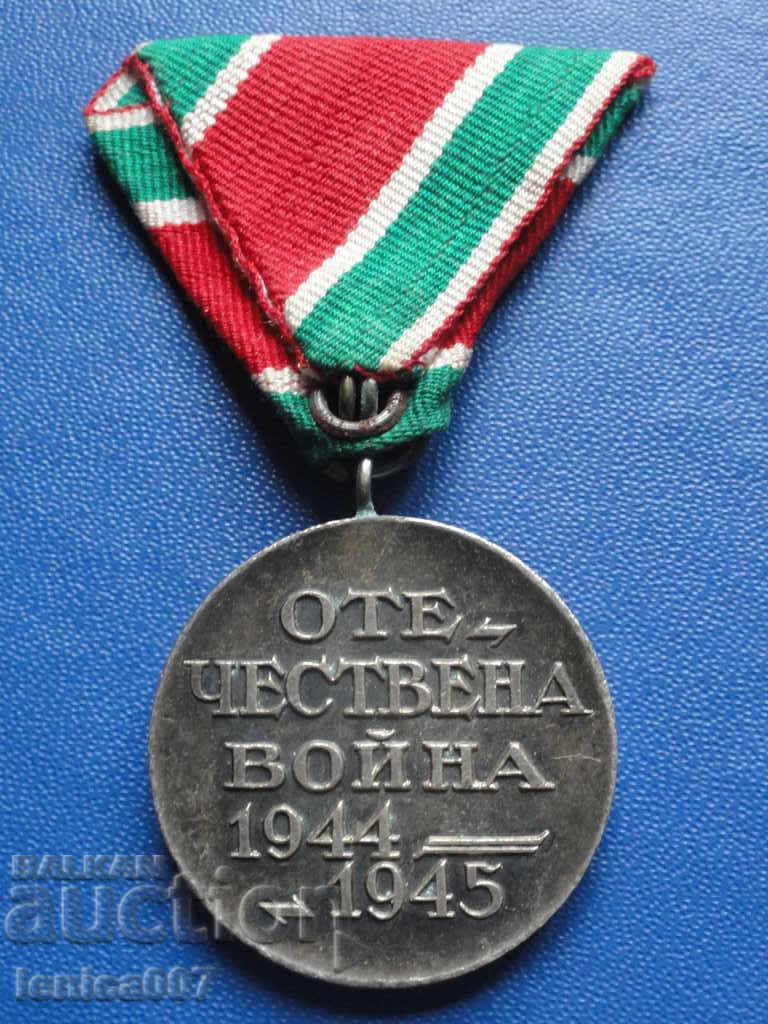 ОТЕ-
ЧЕСТВЕНА
ВОЙНА
1944 —
1945
BALKAN
auction
lenica007